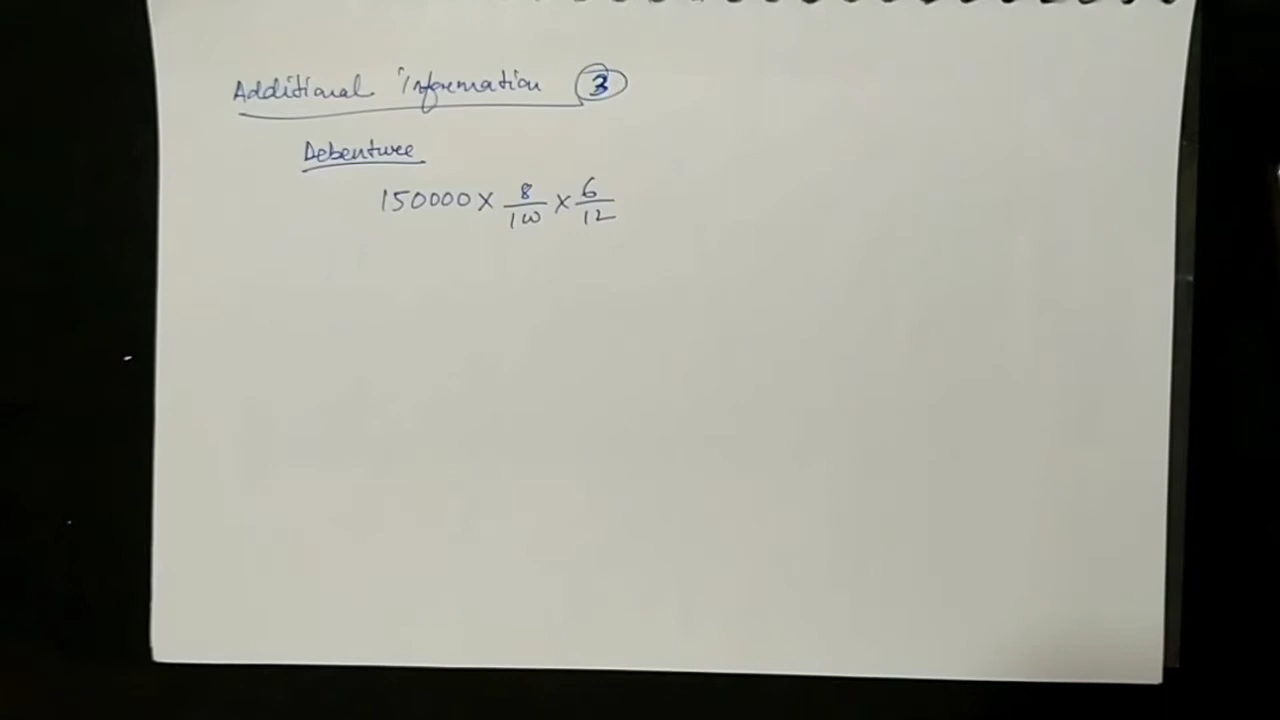 Additional Information 3
Debenture
150000 × 8/100 × 6/12